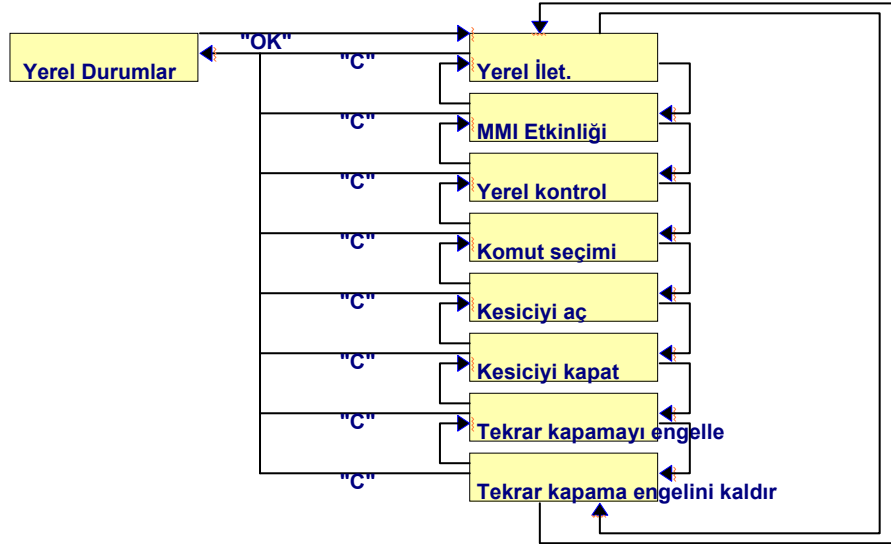 "OK"
Yerel Durumlar
"C"
Yerel İlet.
"C"
MMI Etkinliği
"C"
Yerel kontrol
"C"
Komut seçimi
"C"
Kesiciyi aç
"C"
Kesiciyi kapat
"C"
Tekrar kapamayı engelle
"C"
Tekrar kapama engelini kaldır